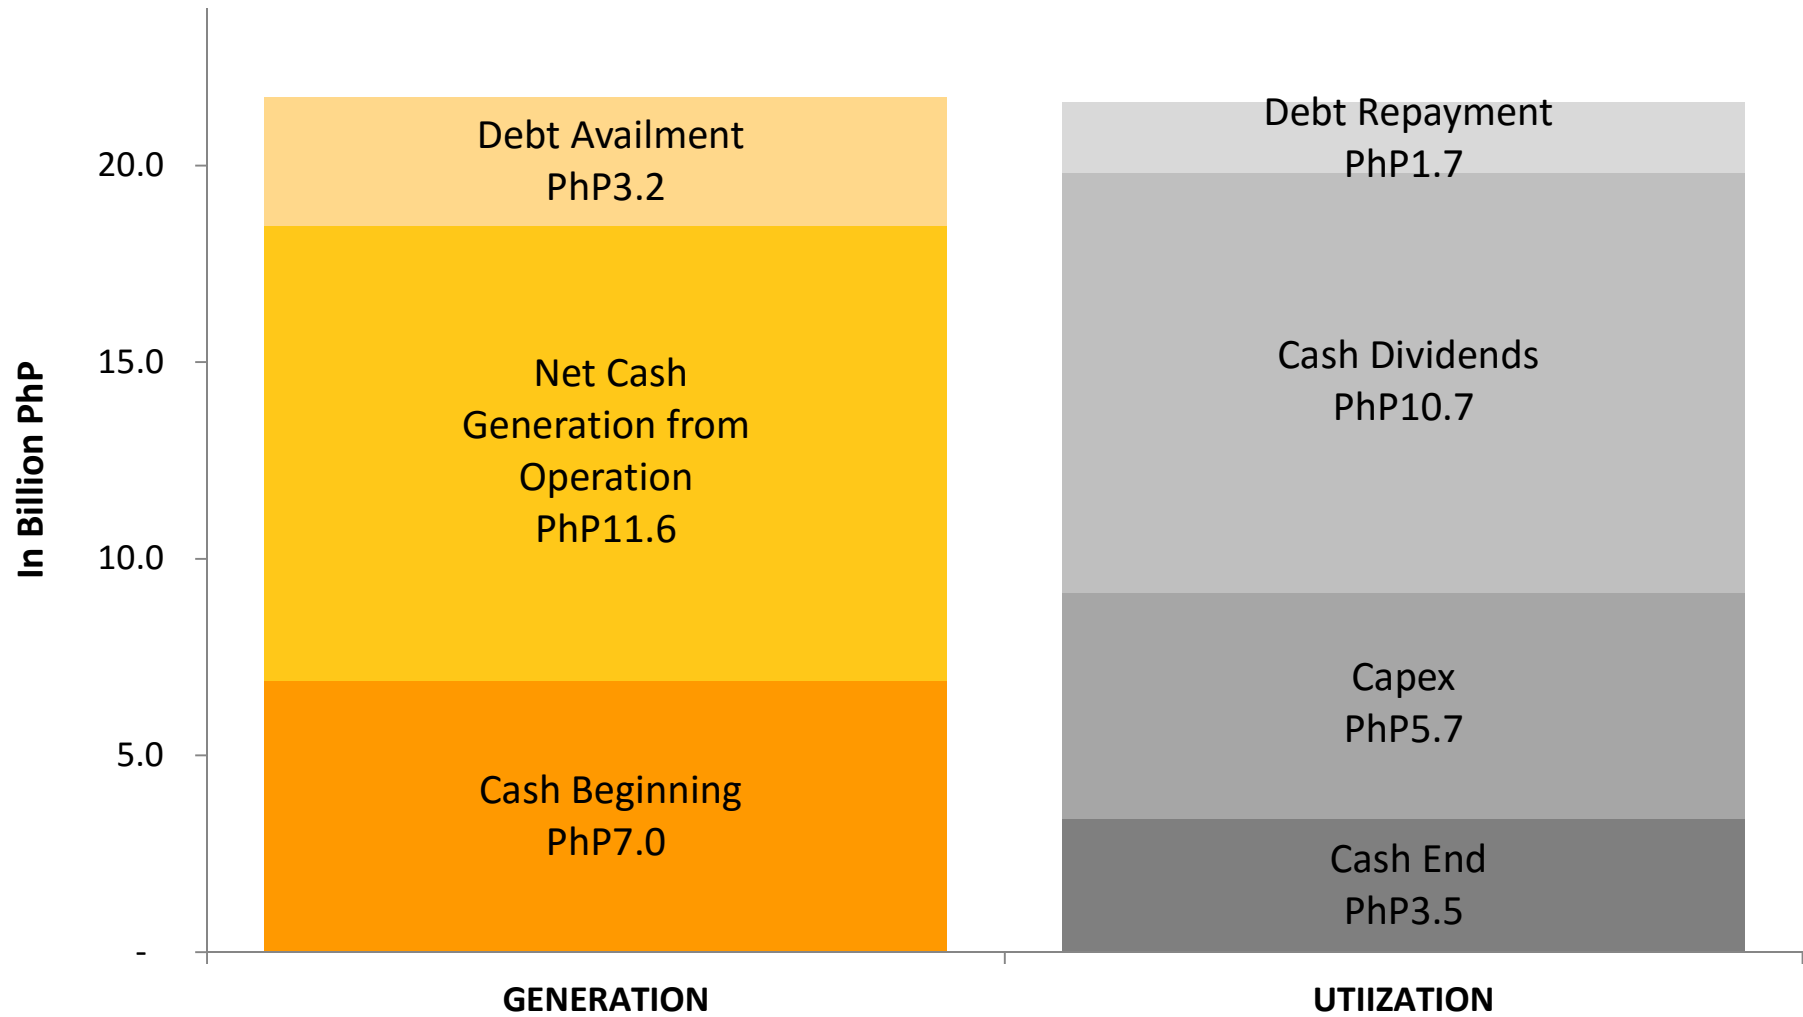 In Billion PhP
20.0
15.0
10.0
5.0
-
Debt Availment
PhP3.2
Net Cash
Generation from
Operation
PhP11.6
Cash Beginning
PhP7.0
Debt Repayment
PhP1.7
Cash Dividends
PhP10.7
Capex
PhP5.7
Cash End
PhP3.5
GENERATION
UTIIZATION